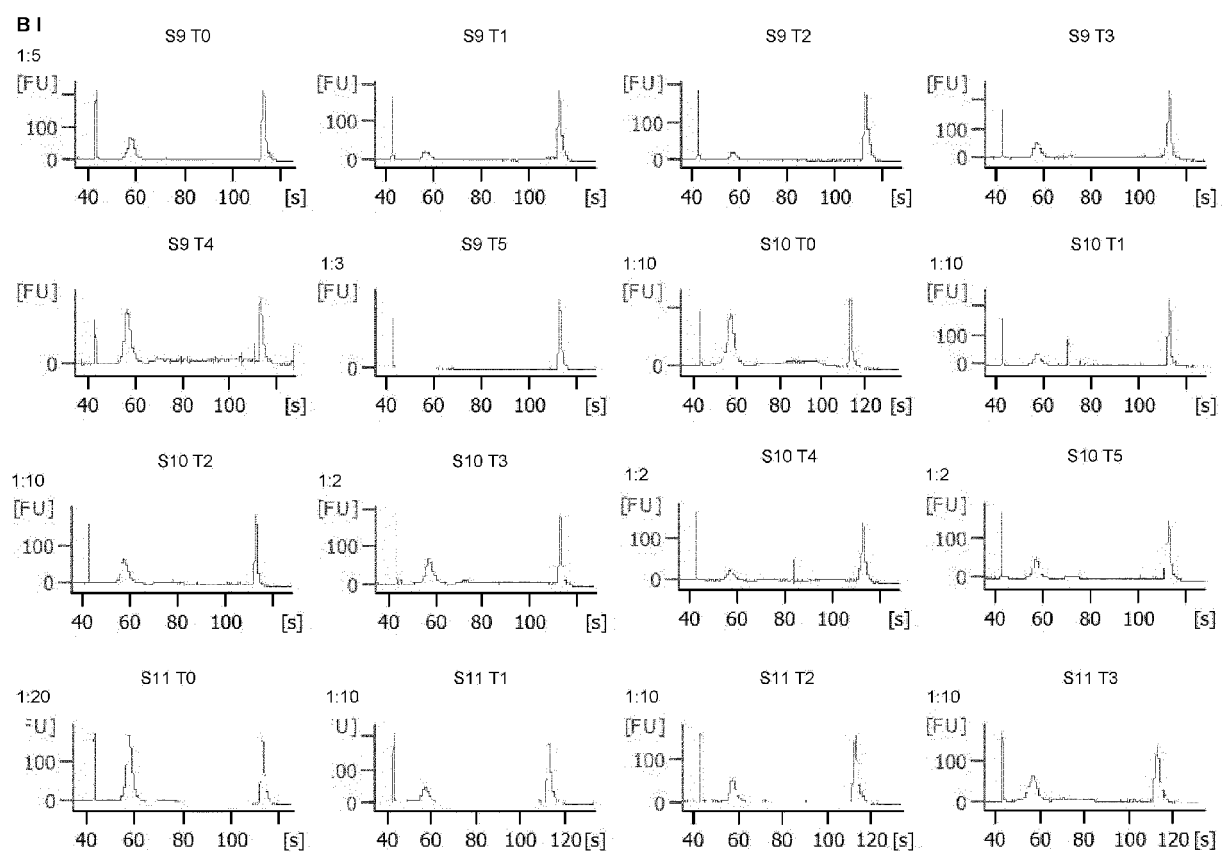 B I
S9 T0 S9 T1 S9 T2 S9 T3
1:5
[FU] [FU] [FU] [FU]
100 100 100 100
0 0 0 0
40 60 80 100 [s] 40 60 80 100 [s] 40 60 80 100 [s] 40 60 80 100 [s]
S9 T4 S9 T5 S10 T0 S10 T1
1:3 1:10 1:10
[FU] [FU] [FU] [FU]
100
0 0 0 0
40 60 80 100 [s] 40 60 80 100 [s] 40 60 80 100 120 [s] 40 60 80 100 [s]
S10 T2 S10 T3 S10 T4 S10 T5
1:10 1:2 1:2 1:2
[FU] [FU] [FU] [FU]
100 100 100 100
0 0 0 0
40 60 80 100 [s] 40 60 80 100 [s] 40 60 80 100 [s] 40 60 80 100 [s]
S11 T0 S11 T1 S11 T2 S11 T3
1:20 1:10 1:10 1:10
FU] U] [FU] [FU]
100 00 100 100
0 0 0 0
40 60 80 100 [s] 40 60 80 100 120 [s] 40 60 80 100 120 [s] 40 60 80 100 120 [s]